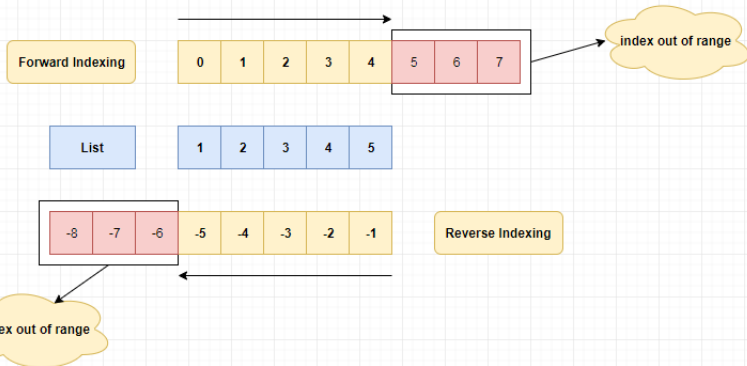 index out of range
Forward Indexing 0 1 2 3 4 5 6 7
List 1 2 3 4 5
-8 -7 -6 -5 -4 -3 -2 -1 Reverse Indexing
ex out of range